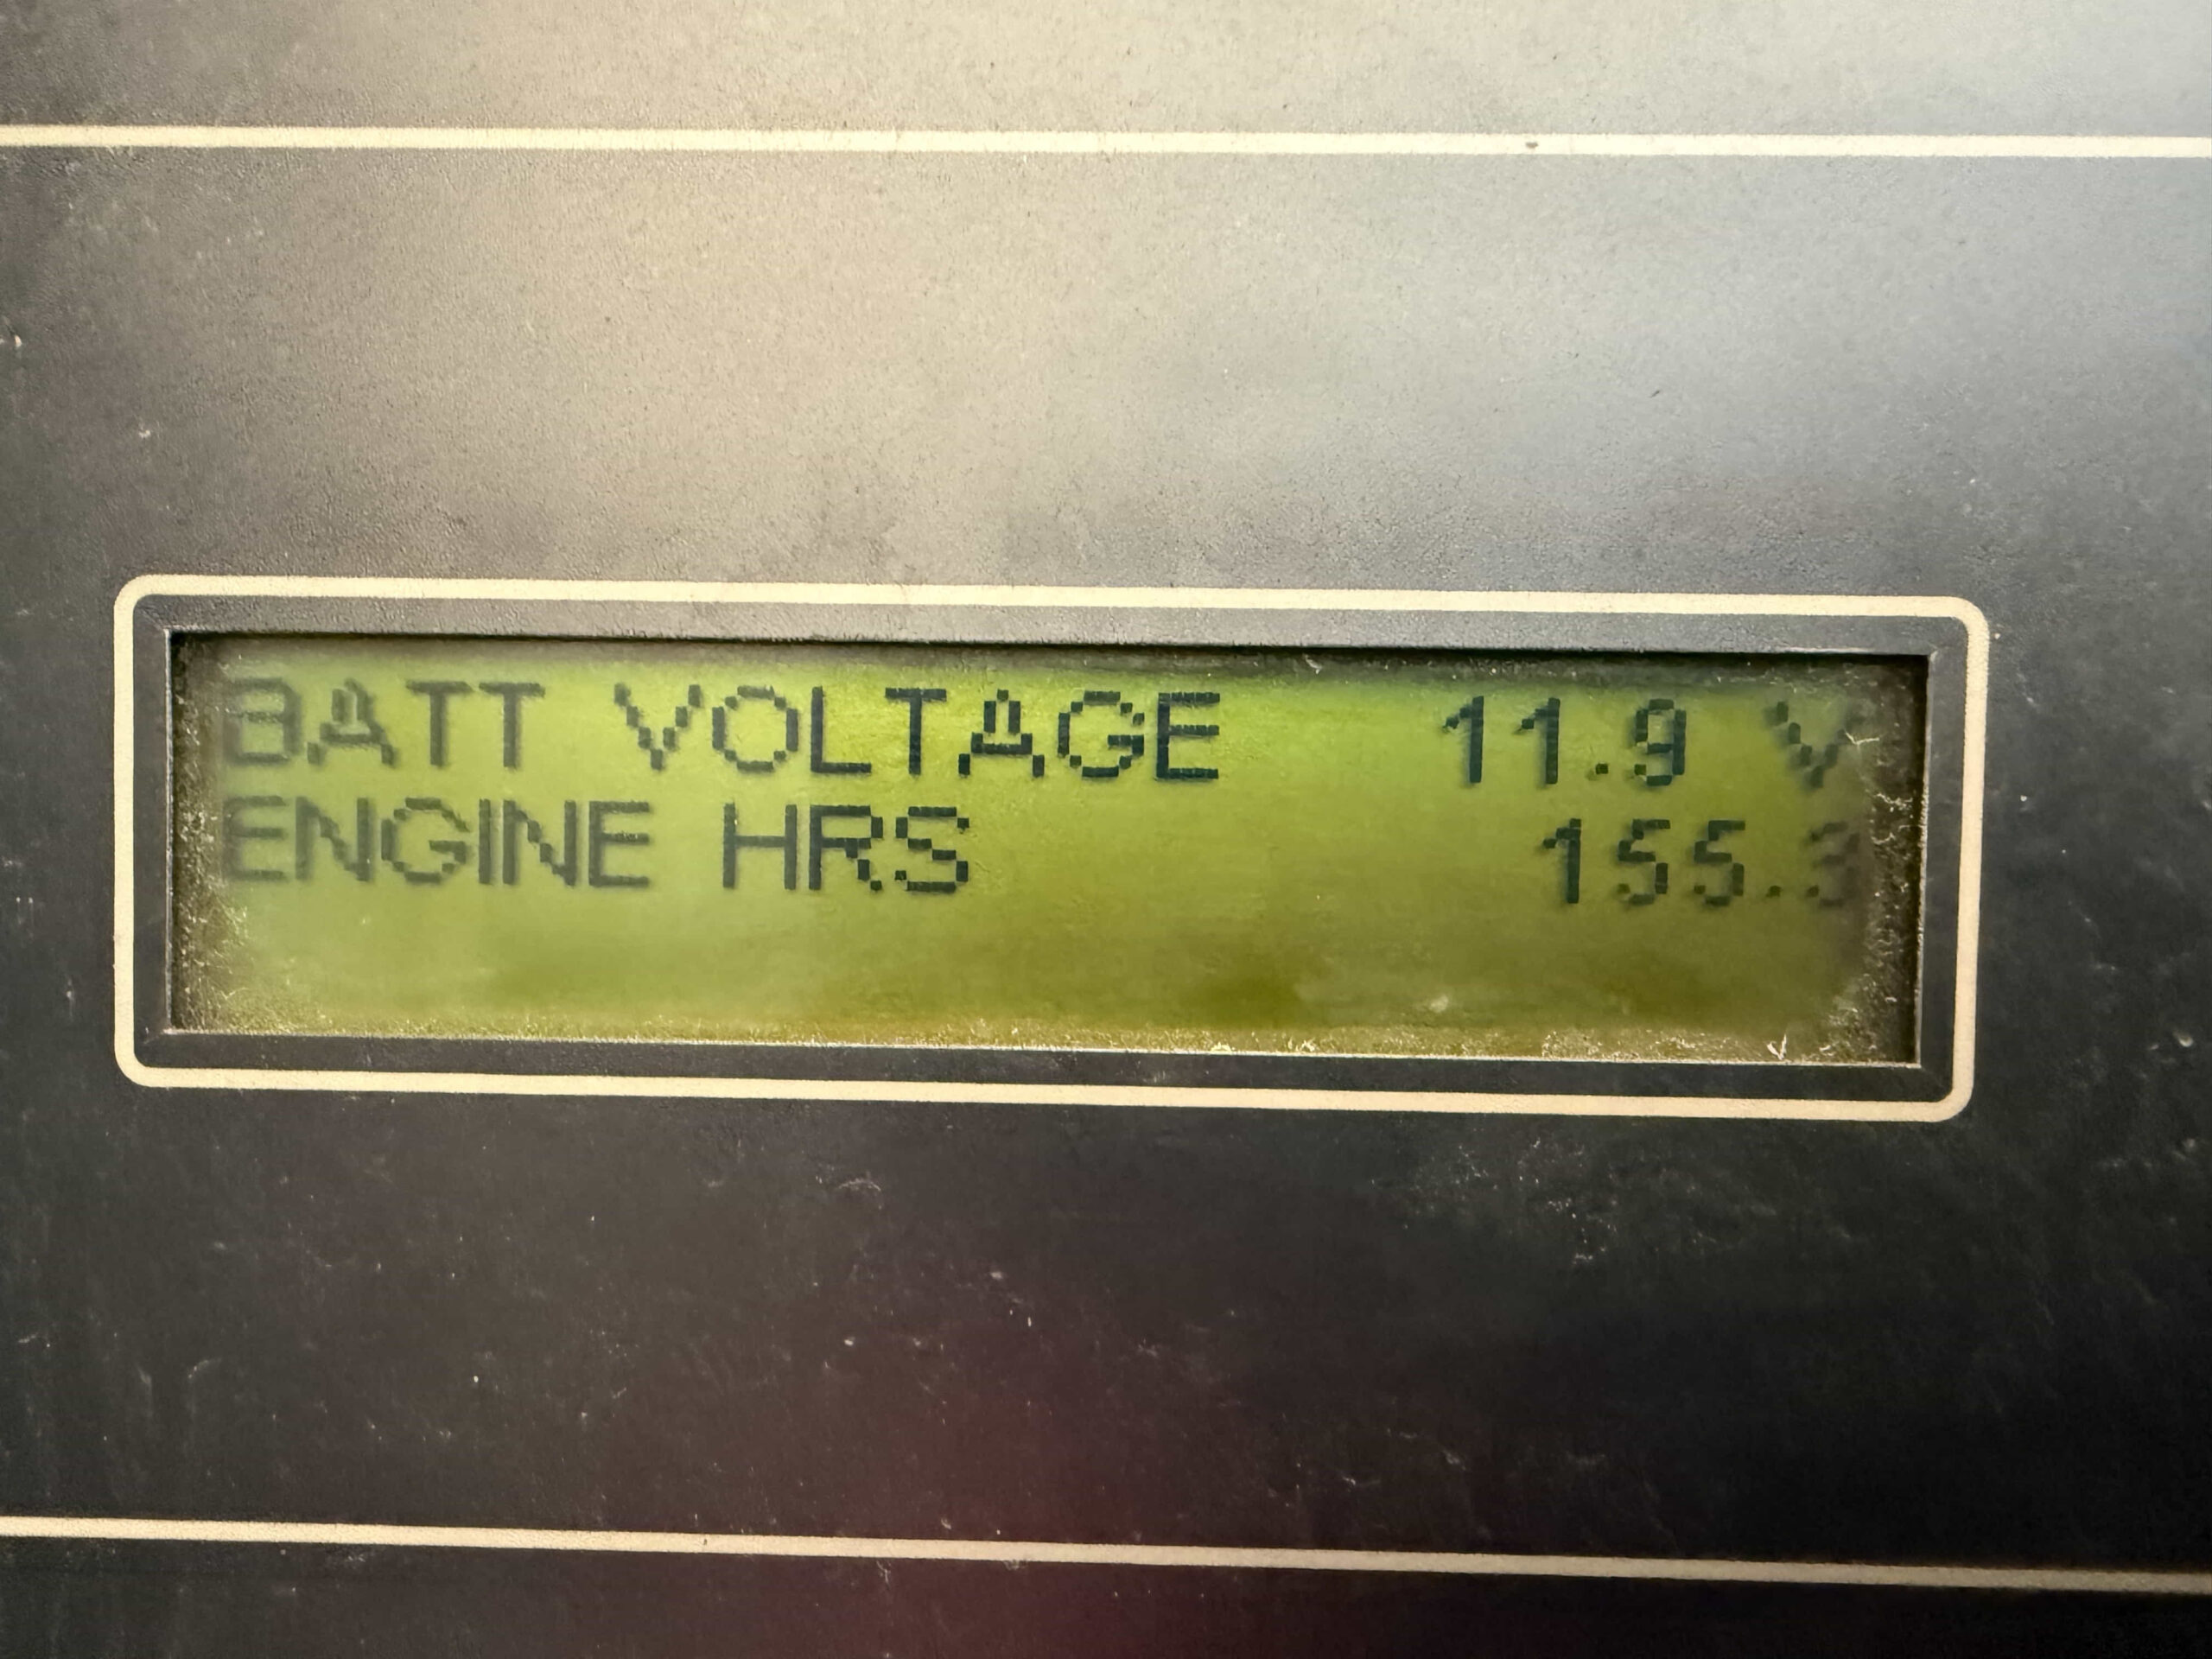 BATT VOLTAGE 11.9 V
ENGINE HRS 155.3